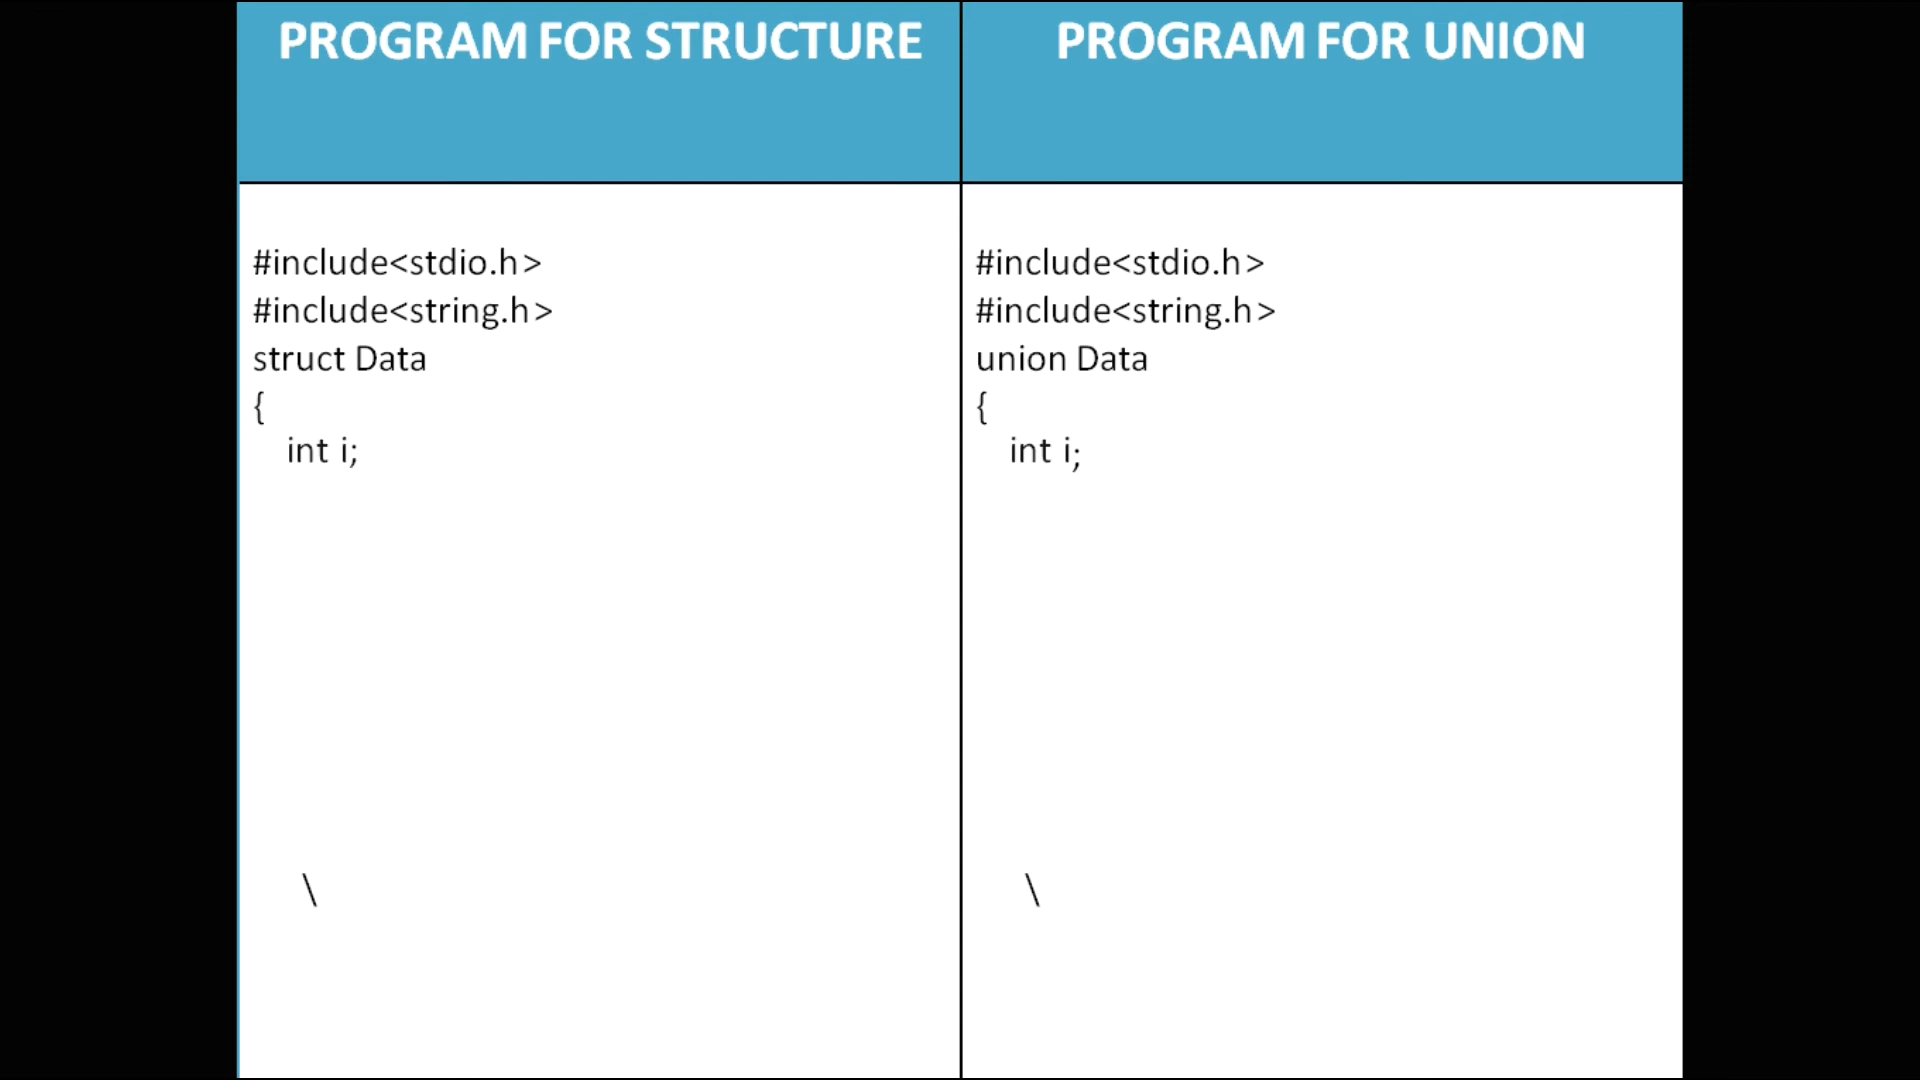 PROGRAM FOR STRUCTURE
#include<stdio.h>
#include<string.h>
struct Data
{
int i;
\
PROGRAM FOR UNION
#include<stdio.h>
#include<string.h>
union Data
{
int i;
\